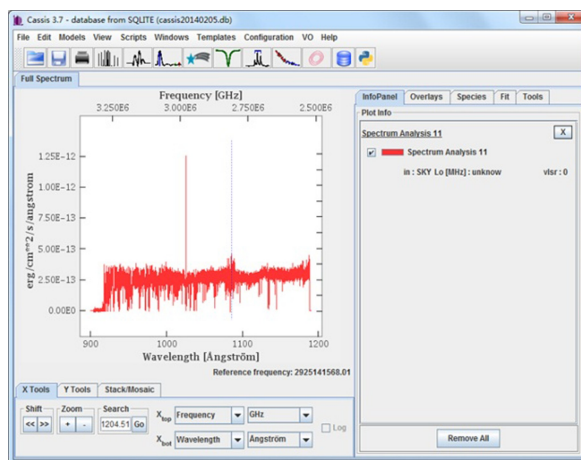 Cassis 3.7 - database from SQLITE (cassis20140205.db)
File Edit Models View Scripts Windows Templates Configuration VO Help
Full Spectrum
InfoPanel Overlays Species Fit Tools
Frequency [GHz]
3.250E6 3.000E6 2.750E6 2.500E6
erg/cm**2/s/angstrom
1.25E-12
1.00E-12
7.50E-13
5.00E-13
2.50E-13
0.00E0
900 1000 1100 1200
Wavelength [Ångström]
Reference frequency: 2925141568.01
Plot Info
Spectrum Analysis 11 X
Spectrum Analysis 11
in : SKY Lo [MHz] : unknow vlsr : 0
X Tools Y Tools Stack/Mosaic
Shift Zoom Search
<< >> + - 1204.51 Go
Xtop Frequency GHz
Xbot Wavelength Angström
Log
Remove All